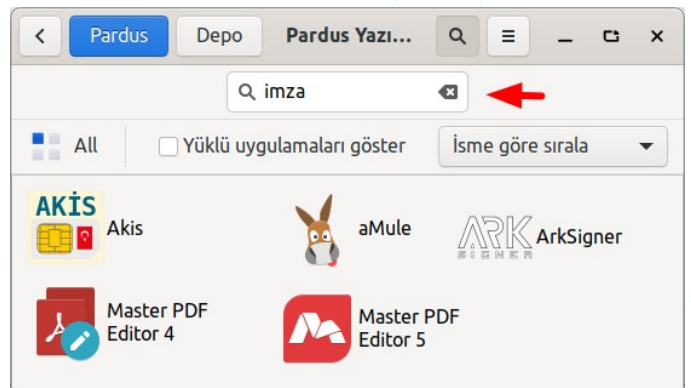 Pardus Depo Pardus Yazı...
imza
All Yüklü uygulamaları göster İsme göre sırala
AKİS
Akis
aMule
ARK
SIGNER
ArkSigner
Master PDF
Editor 4
Master PDF
Editor 5